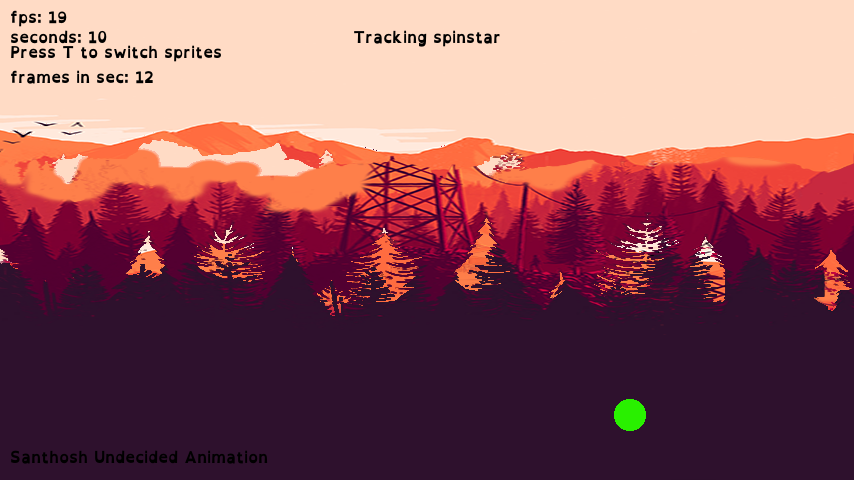 fps: 19
seconds: 10
Tracking spinstar
Press T to switch sprites
frames in sec: 12
Santhosh Undecided Animation